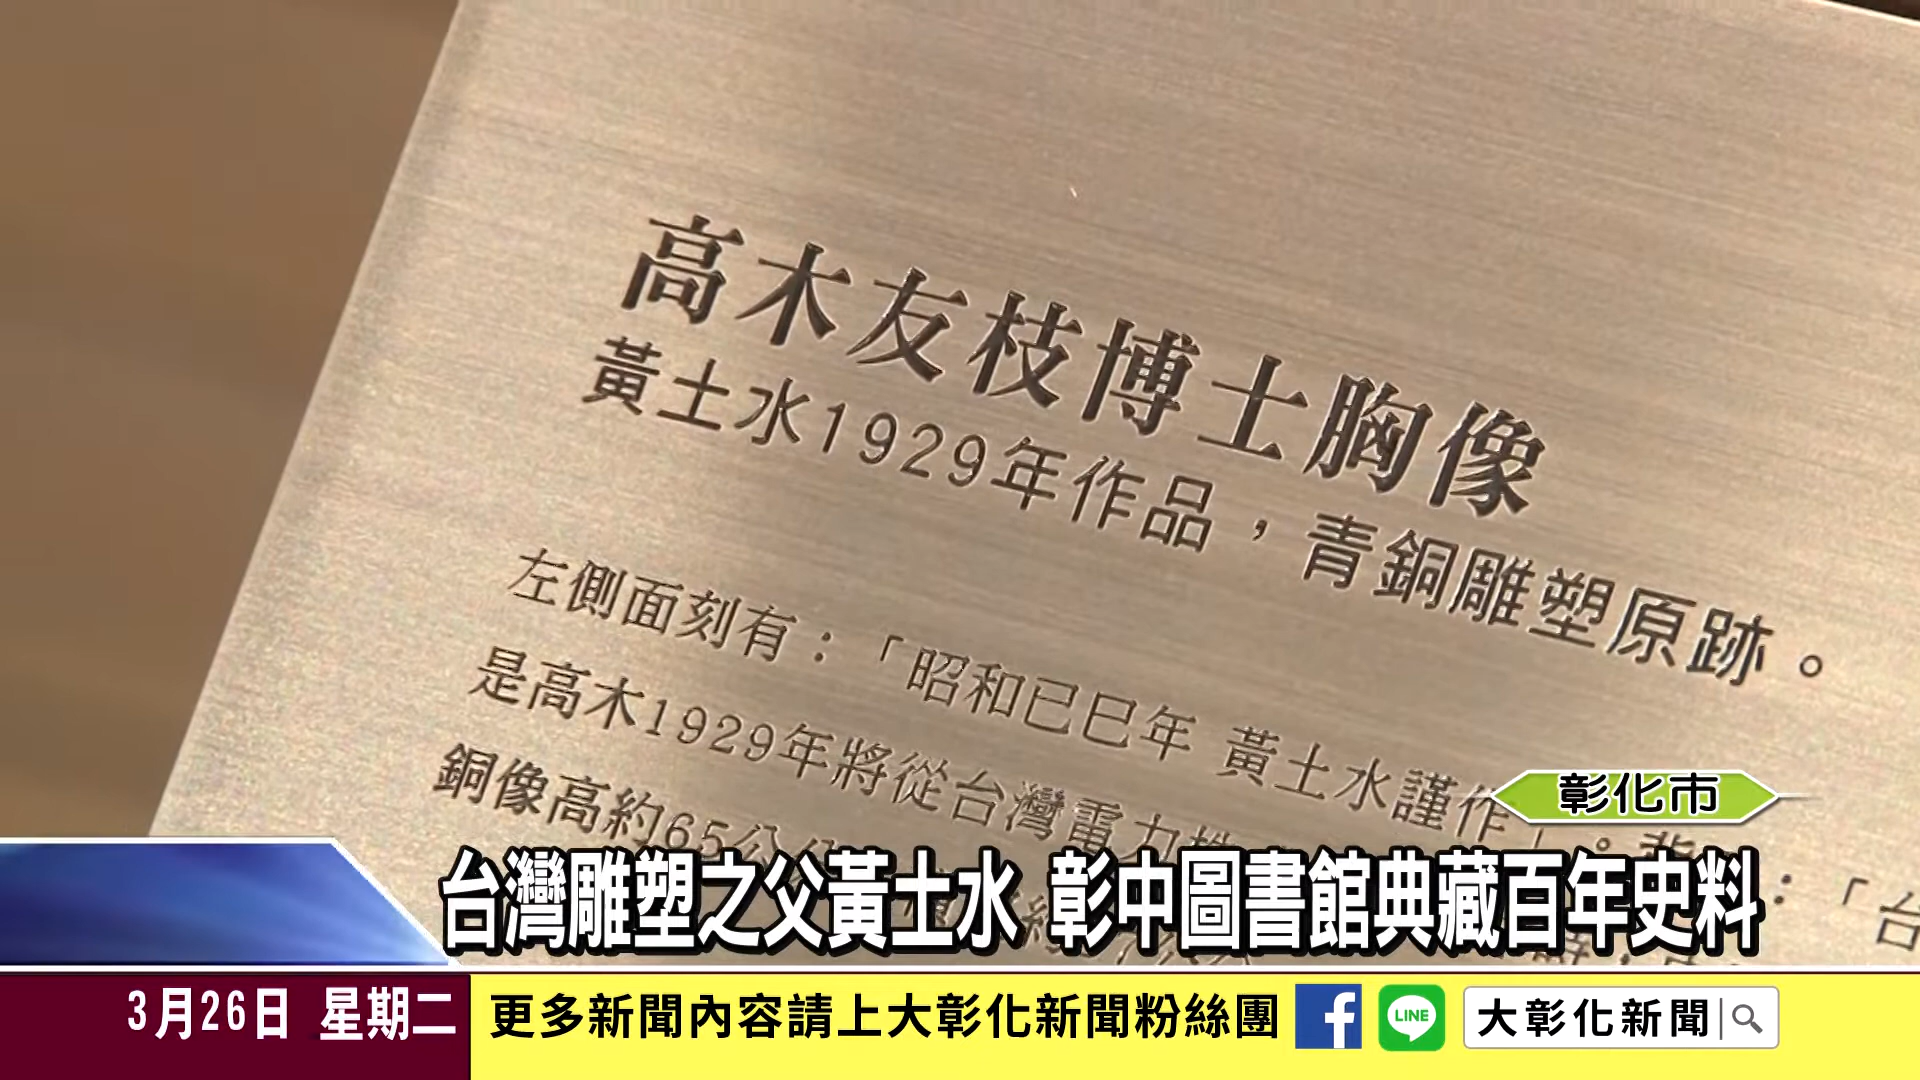 高木友枝博士胸像
黃土水1929年作品，青銅雕塑原跡。
左側面刻有：「昭和己巳年 黃土水謹作」。
是高木1929年將從台灣電力
銅像高約65公分
：「台
彰化市
台灣雕塑之父黃土水 彰中圖書館典藏百年史料
3月26日 星期二
更多新聞內容請上大彰化新聞粉絲團
LINE
大彰化新聞